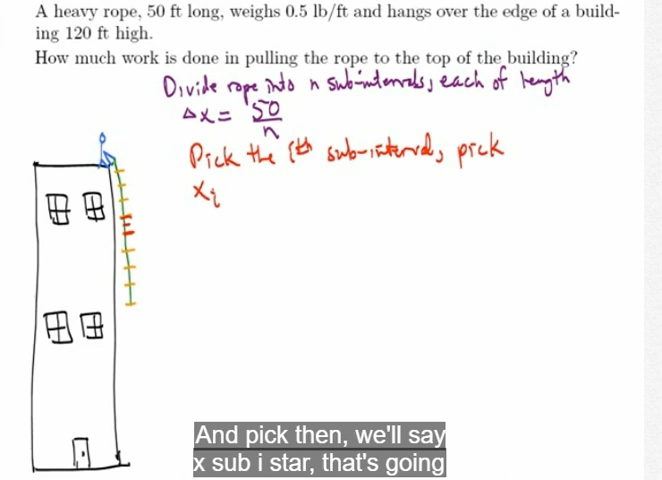 A heavy rope, 50 ft long, weighs 0.5 lb/ft and hangs over the edge of a build-
ing 120 ft high.
How much work is done in pulling the rope to the top of the building?
Divide rope into n sub-intervals, each of length
Δx = 50/n
Pick the ith sub-interval, pick
xi
And pick then, we'll say
x sub i star, that's going